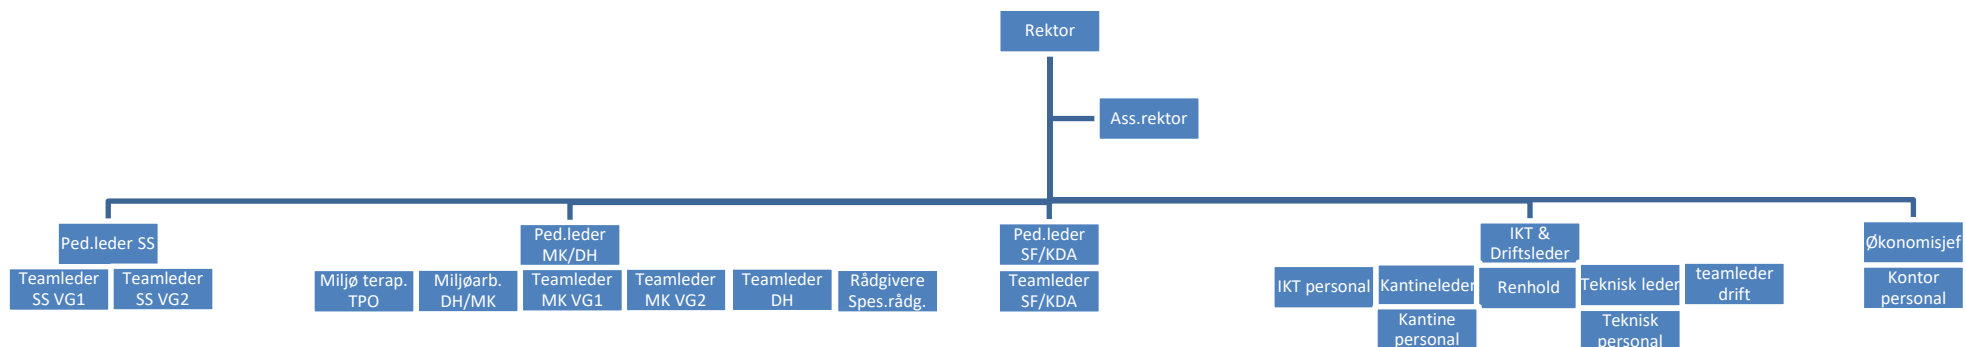 Rektor
Ass.rektor
Ped.leder SS
Teamleder
SS VG1
Teamleder
SS VG2
Ped.leder
MK/DH
Miljø terap.
TPO
Miljøarb.
DH/MK
Teamleder
MK VG1
Teamleder
MK VG2
Teamleder
DH
Rådgivere
Spes.rådg.
Ped.leder
SF/KDA
Teamleder
SF/KDA
IKT &
Driftsleder
IKT personal
Kantineleder
Kantine
personal
Renhold
Teknisk leder
Teknisk
personal
teamleder
drift
Økonomisjef
Kontor
personal